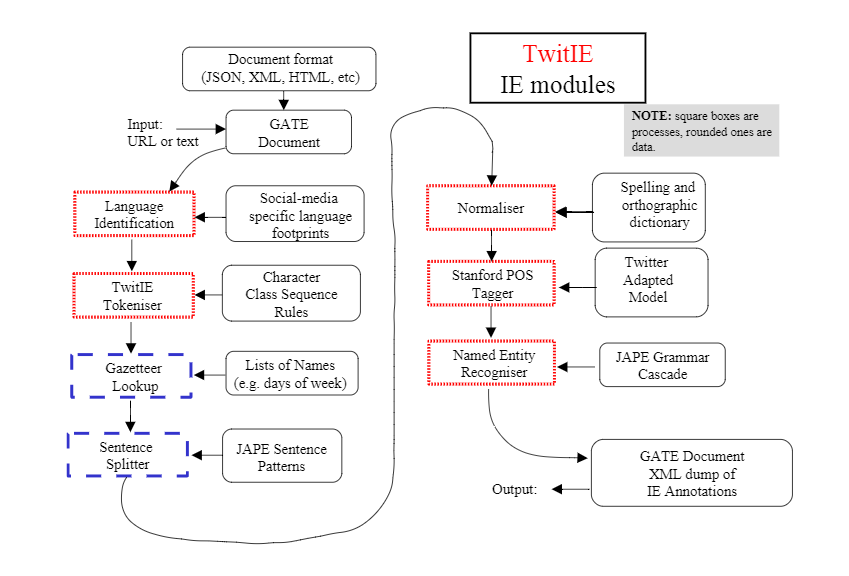 TwitIE
IE modules
NOTE: square boxes are
processes, rounded ones are
data.
Document format
(JSON, XML, HTML, etc)
Input:
URL or text
GATE
Document
Language
Identification
Social-media
specific language
footprints
TwitIE
Tokeniser
Character
Class Sequence
Rules
Gazetteer
Lookup
Lists of Names
(e.g. days of week)
Sentence
Splitter
JAPE Sentence
Patterns
Normaliser
Spelling and
orthographic
dictionary
Stanford POS
Tagger
Twitter
Adapted
Model
Named Entity
Recogniser
JAPE Grammar
Cascade
GATE Document
XML dump of
IE Annotations
Output: